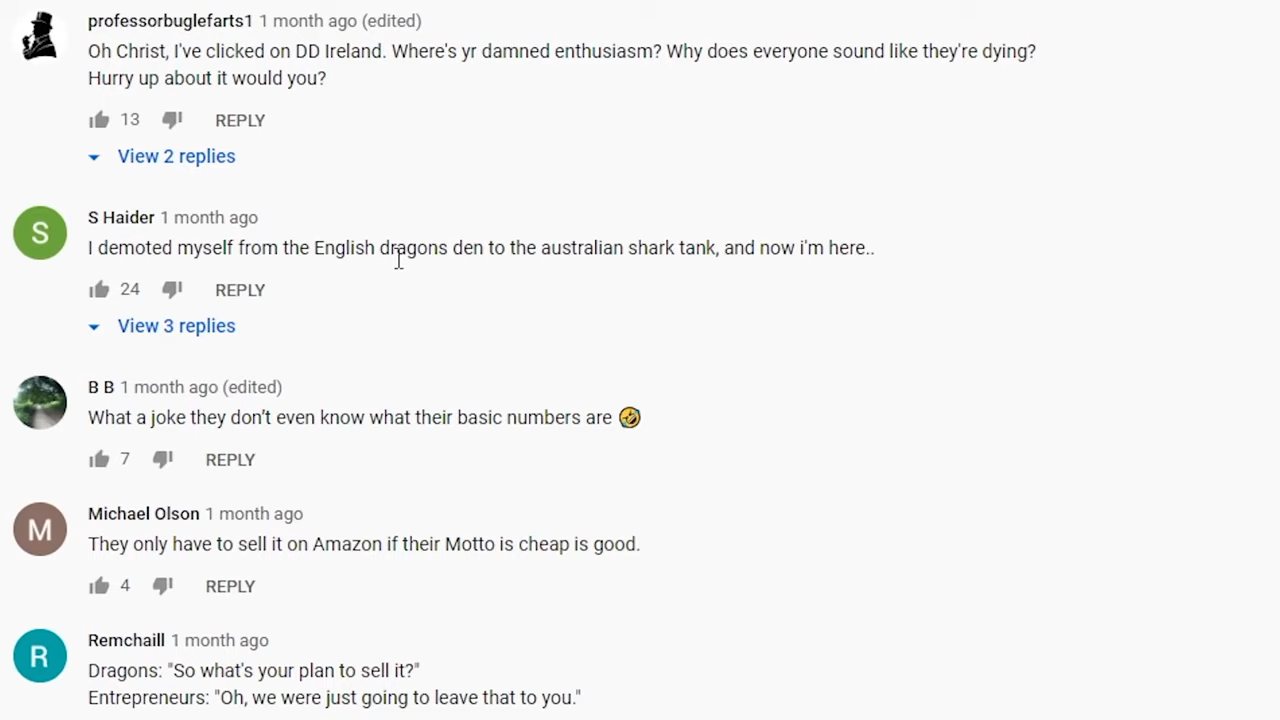 professorbuglefarts1 1 month ago (edited)
Oh Christ, I've clicked on DD Ireland. Where's yr damned enthusiasm? Why does everyone sound like they're dying?
Hurry up about it would you?
13 REPLY
View 2 replies
S
S Haider 1 month ago
I demoted myself from the English dragons den to the australian shark tank, and now i'm here..
24 REPLY
View 3 replies
B B 1 month ago (edited)
What a joke they don’t even know what their basic numbers are 🤣
7 REPLY
M
Michael Olson 1 month ago
They only have to sell it on Amazon if their Motto is cheap is good.
4 REPLY
R
Remchaill 1 month ago
Dragons: "So what's your plan to sell it?"
Entrepreneurs: "Oh, we were just going to leave that to you."